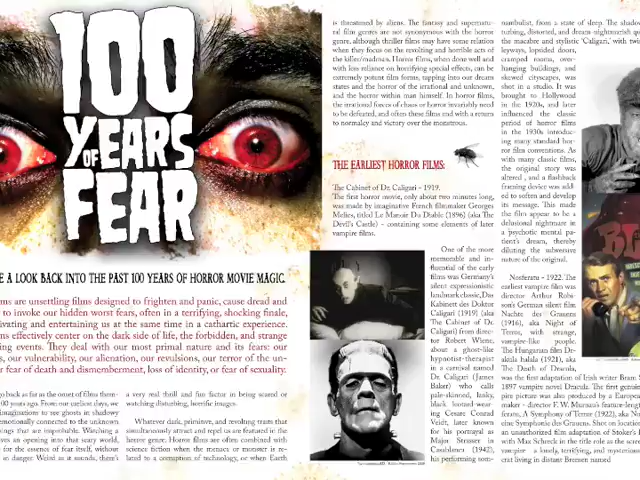 100
YEARS
OF
FEAR
E A LOOK BACK INTO THE PAST 100 YEARS OF HORROR MOVIE MAGIC.
ms are unsettling films designed to frighten and panic, cause dread and
to invoke our hidden worst fears, often in a terrifying, shocking finale,
ivating and entertaining us at the same time in a cathartic experience.
ms effectively center on the dark side of life, the forbidden, and strange
ing events. They deal with our most primal nature and its fears: our
s, our vulnerability, our alienation, our revulsions, our terror of the un-
r fear of death and dismemberment, loss of identity, or fear of sexuality.
go back as far as the onset of films them-
00 years ago. From our earliest days, we
imaginations to see ghosts in shadowy
emotionally connected to the unknown
ings that are improbable. Watching a
ves an opening into that scary world,
for the essence of fear itself, without
in danger. Weird as it sounds, there's
a very real thrill and fun factor in being scared or
watching disturbing, horrific images.
Whatever dark, primitive, and revolting traits that
simultaneously attract and repel us are featured in the
horror genre. Horror films are often combined with
science fiction when the menace or monster is re-
lated to a corruption of technology, or when Earth
is threatened by aliens. The fantasy and supernatu-
ral film genres are not synonymous with the horror
genre, although thriller films may have some relation
when they focus on the revolting and horrible acts of
the killer/madman. Horror films, when done well and
with less reliance on horrifying special effects, can be
extremely potent film forms, tapping into our dream
states and the horror of the irrational and unknown,
and the horror within man himself. In horror films,
the irrational forces of chaos or horror invariably need
to be defeated, and often these films end with a return
to normalcy and victory over the monstrous.
THE EARLIEST HORROR FILMS:
The Cabinet of Dr. Caligari - 1919.
The first horror movie, only about two minutes long,
was made by imaginative French filmmaker Georges
Melies, titled Le Manoir Du Diable (1896) (aka The
Devil's Castle) - containing some elements of later
vampire films.
One of the most
memorable and in-
fluential of the early
films was Germany's
silent expressionistic
landmark classic, Das
Kabinett des Doktor
Caligari (1919) (aka
The Cabinet of Dr.
Caligari) from direc-
tor Robert Wiene,
about a ghost-like
hypnotist-therapist
in a carnival named
Dr. Caligari (James
Baker) who calls
pale-skinned, lanky,
black leotard-wear-
ing Cesare Conrad
Veidt, later known
for his portrayal as
Major Strasser in
Casablanca (1942),
his performing som-
nambulist, from a state of sleep. The shadow
turbing, distorted, and dream-nightmarish qu
the macabre and stylistic 'Caligari,' with twi
leyways, lopsided doors,
cramped rooms, over-
hanging buildings, and
skewed cityscapes, was
shot in a studio. It was
brought to Hollywood
in the 1920s, and later
influenced the classic
period of horror films
in the 1930s introduc-
ing many standard hor-
ror film conventions. As
with many classic films,
the original story was
altered, and a flashback
framing device was add-
ed to soften and develop
its message. This made
the film appear to be a
delusional nightmare in
a psychotic mental pa-
tient's dream, thereby
diluting the subversive
nature of the original.
Nosferatu - 1922. The
earliest vampire film was
director Arthur Robi-
son's German silent film
Nachte des Grauens
(1916), aka Night of
Terror, with strange,
vampire-like people.
The Hungarian film Dr-
akula halala (1921), aka
The Death of Dracula,
was the first adaptation of Irish writer Bram S
1897 vampire novel Dracula. The first genuin
pire picture was also produced by a European
maker - director F. W. Murnau's feature-length
feratu, A Symphony of Terror (1922), aka Nos
eine Symphonie des Grauens. Shot on location
an unauthorized film adaptation of Stoker's D
with Max Schreck in the title role as the screen
vampire - a lonely, terrifying, and mysterious
crat living in distant Bremen named